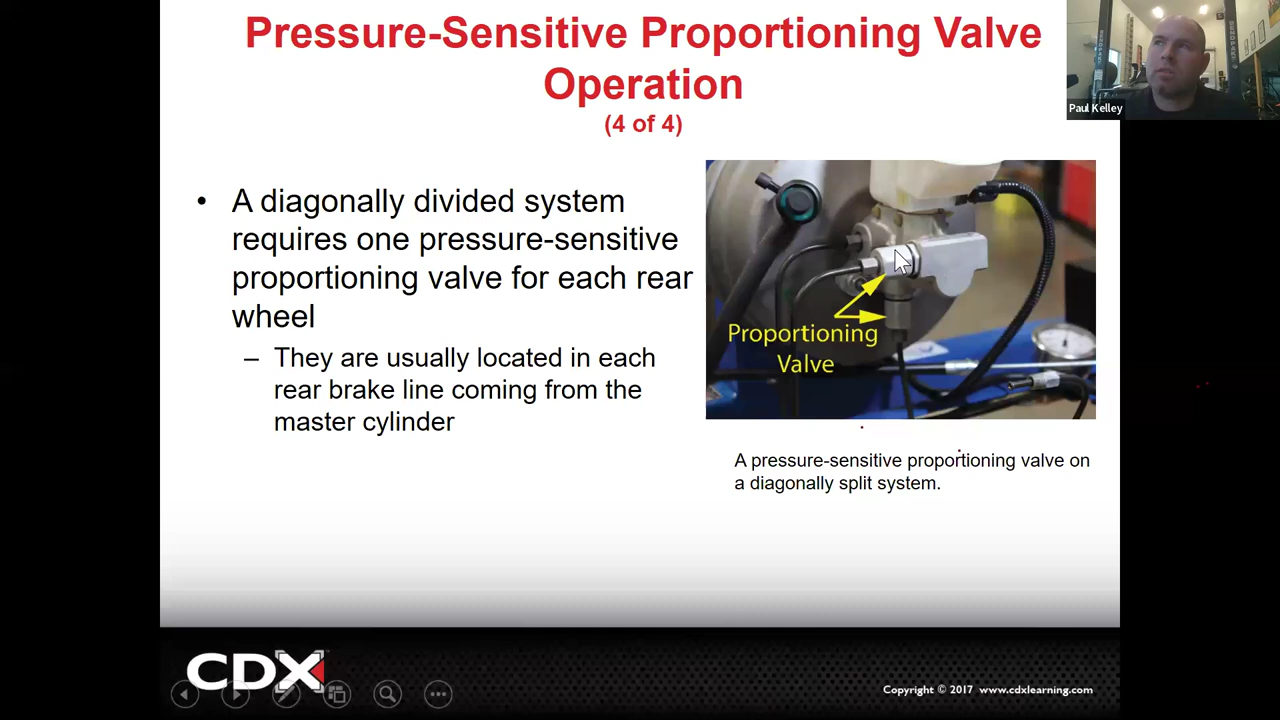 Pressure-Sensitive Proportioning Valve
Operation
(4 of 4)
Paul Kelley
• A diagonally divided system
requires one pressure-sensitive
proportioning valve for each rear
wheel
– They are usually located in each
rear brake line coming from the
master cylinder
Proportioning
Valve
A pressure-sensitive proportioning valve on
a diagonally split system.
CDX
Copyright © 2017 www.cdxlearning.com